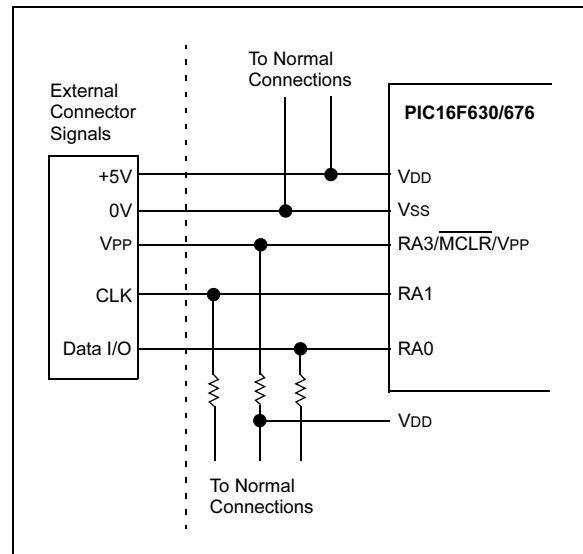 To Normal
Connections
External
Connector
Signals
PIC16F630/676
+5V
VDD
0V
VSS
VPP
RA3/MCLR/VPP
CLK
RA1
Data I/O
RA0
VDD
To Normal
Connections